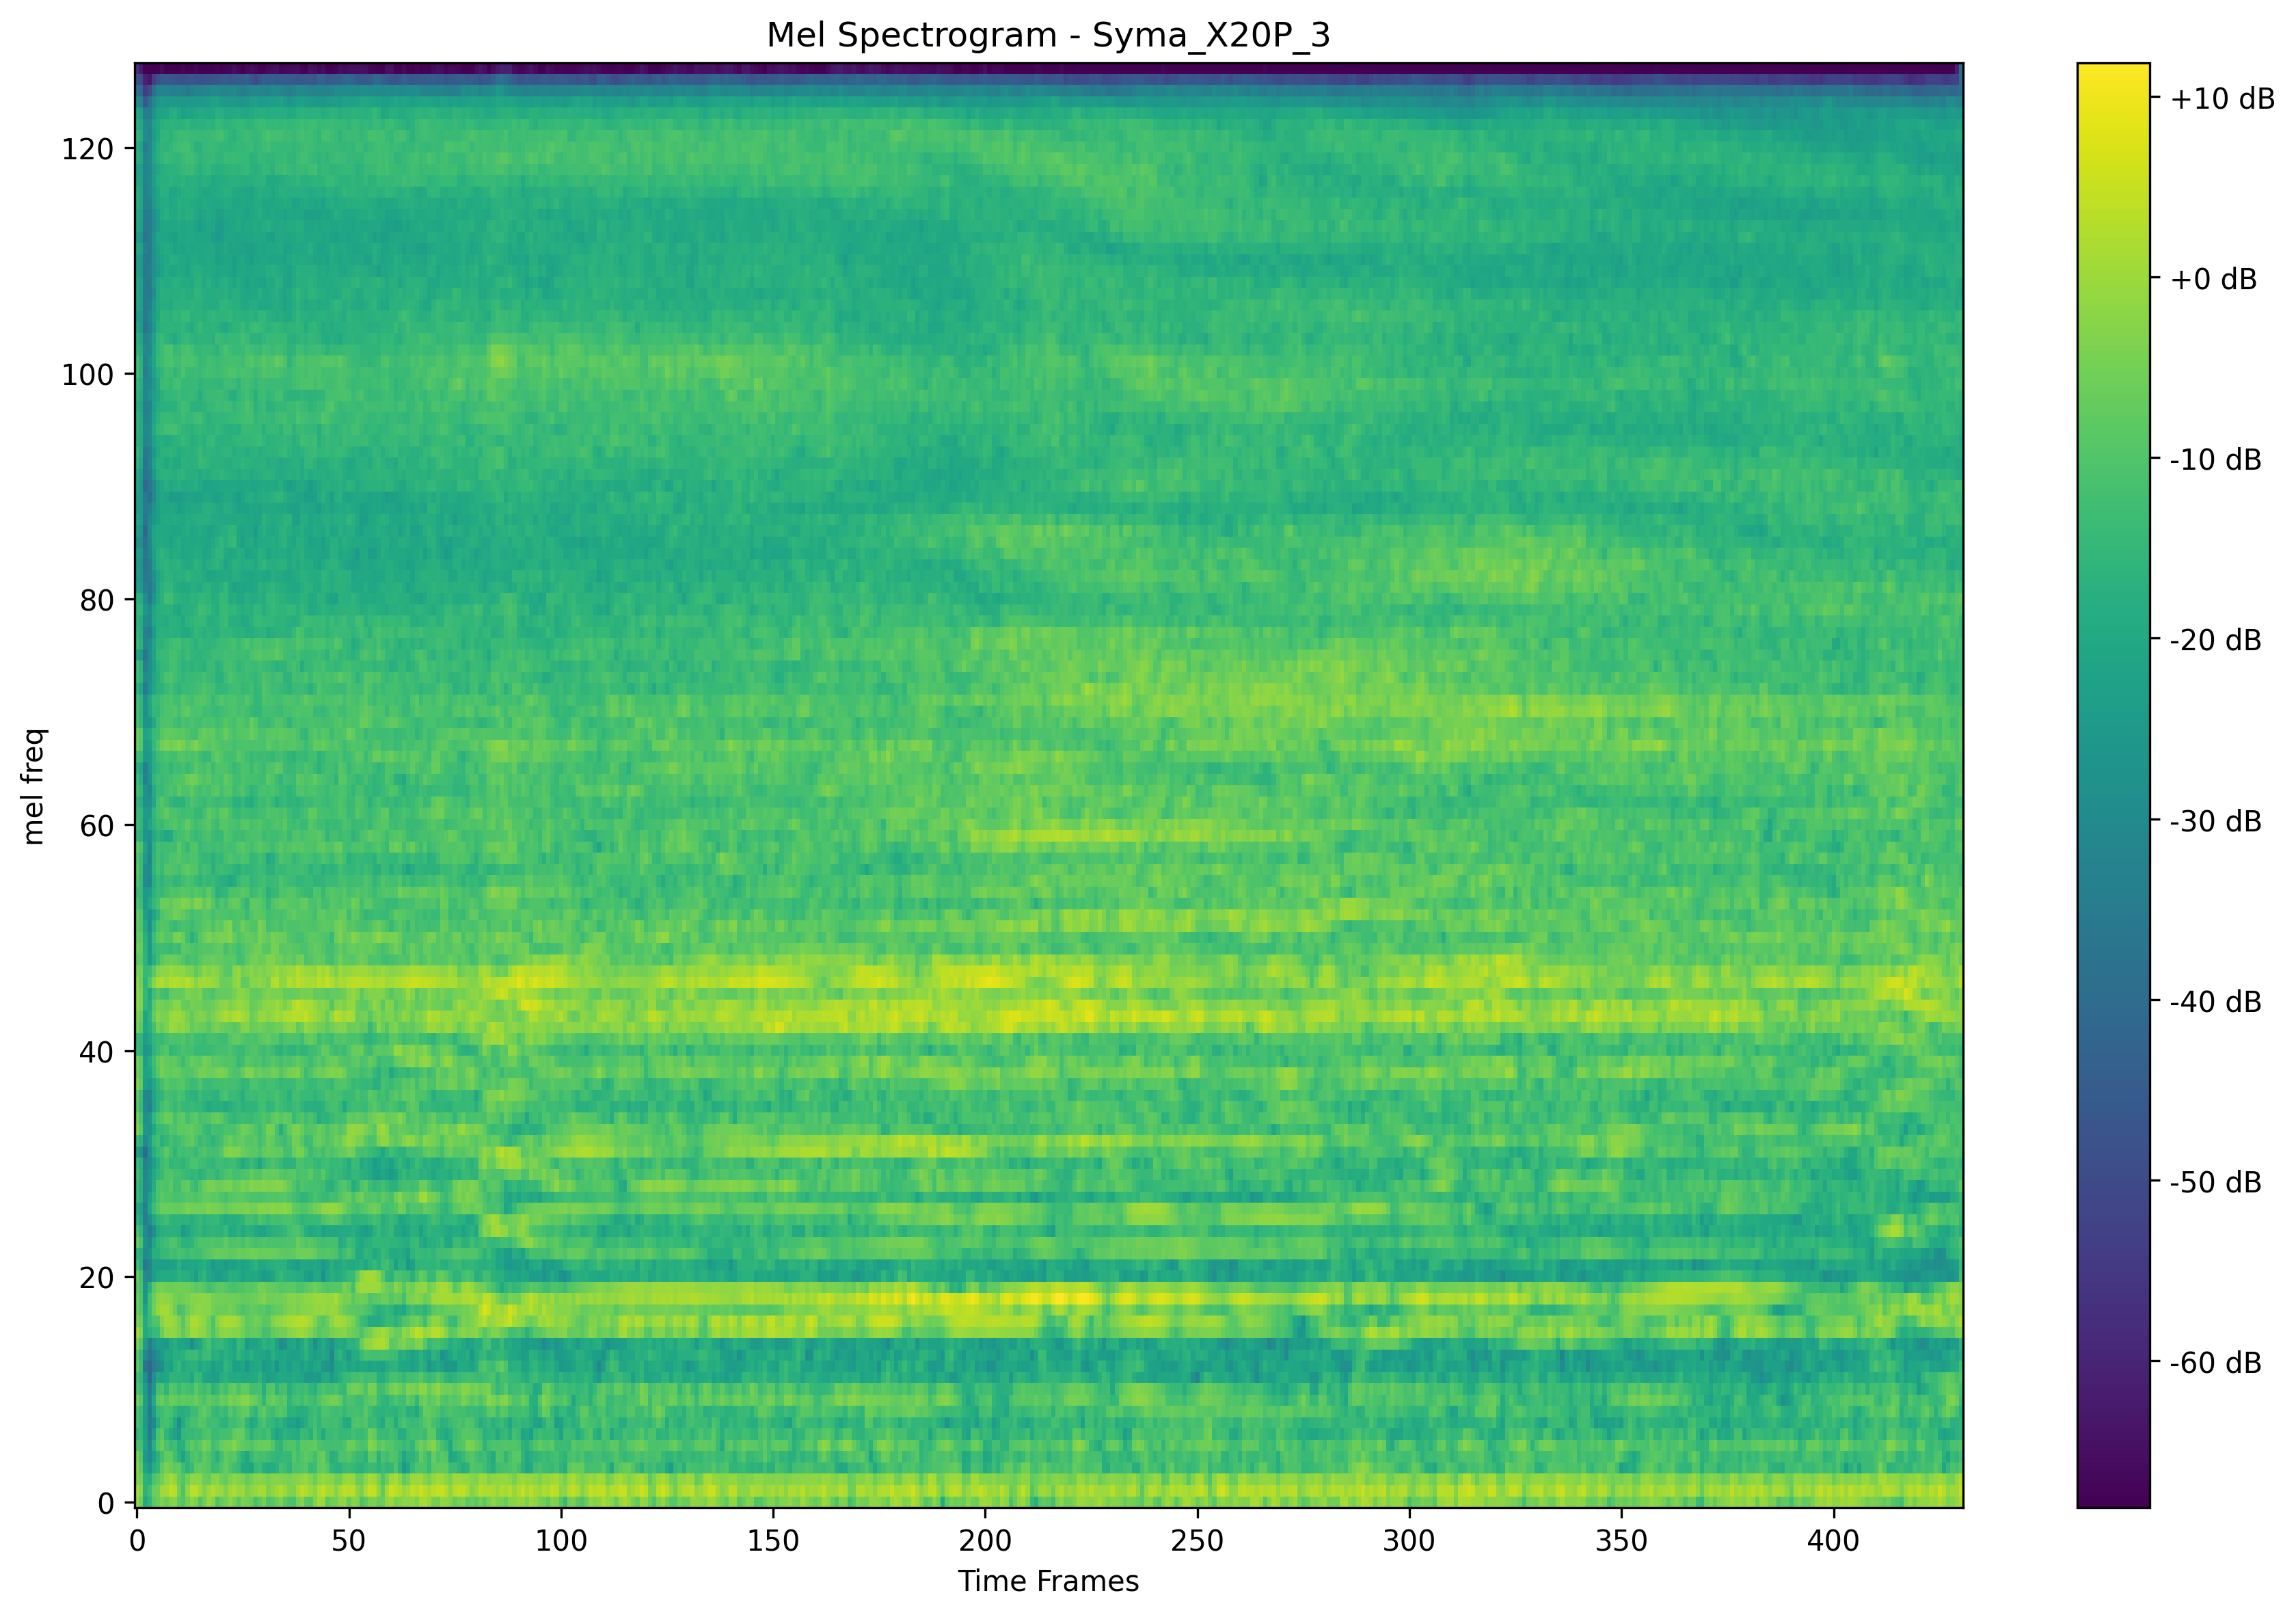 Mel Spectrogram - Syma_X20P_3
mel freq
120
100
80
60
40
20
0
0 50 100 150 200 250 300 350 400
Time Frames
+10 dB
+0 dB
-10 dB
-20 dB
-30 dB
-40 dB
-50 dB
-60 dB